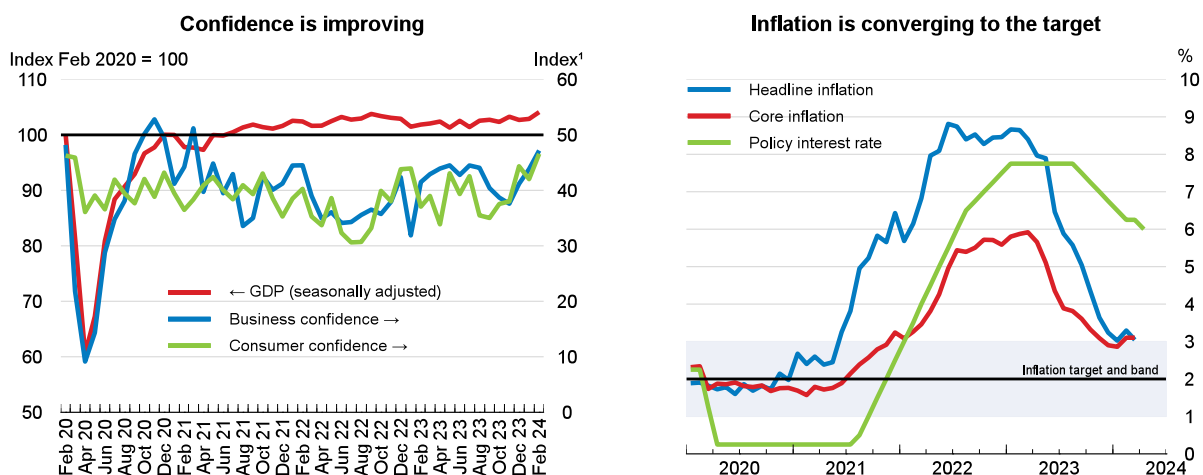 Confidence is improving
Index Feb 2020 = 100
Index¹
110
100
90
80
70
60
50
60
50
40
30
20
10
0
← GDP (seasonally adjusted)
Business confidence →
Consumer confidence →
Feb 20
Apr 20
Jun 20
Aug 20
Oct 20
Dec 20
Feb 21
Apr 21
Jun 21
Aug 21
Oct 21
Dec 21
Feb 22
Apr 22
Jun 22
Aug 22
Oct 22
Dec 22
Feb 23
Apr 23
Jun 23
Aug 23
Oct 23
Dec 23
Feb 24
Inflation is converging to the target
%
Headline inflation
Core inflation
Policy interest rate
10
9
8
7
6
5
4
3
2
1
0
Inflation target and band
2020
2021
2022
2023
2024